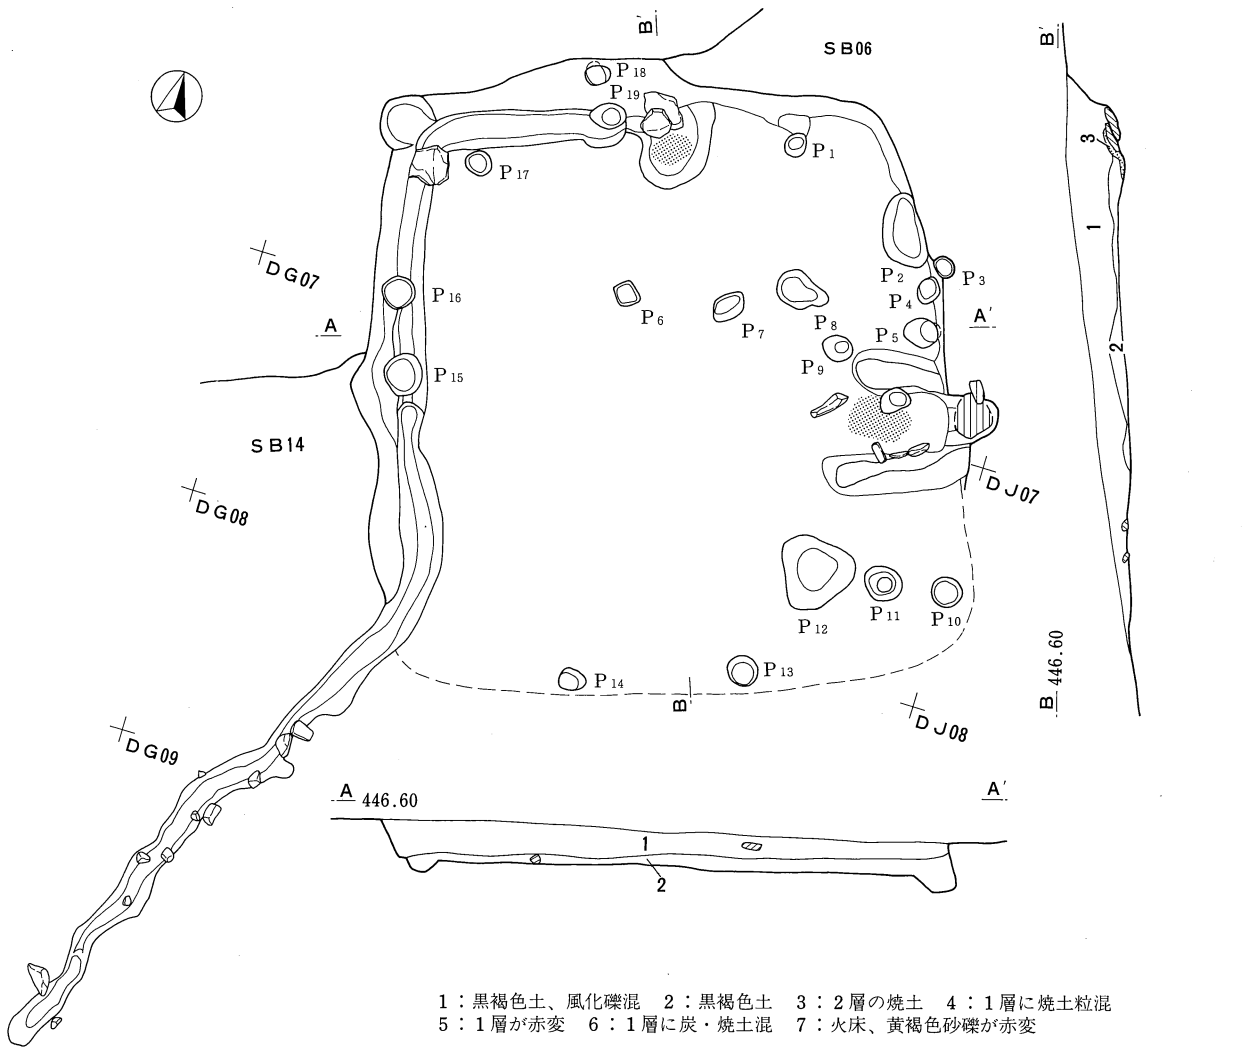 B'
SB06
B'
P18
P19
P1
P17
3
1
DG07
P2
P3
P4
P16
P6
P7
P8
P5
A'
A
P9
2
P15
SB14
DG08
DJ07
P12
P11
P10
446.60
B
P14
P13
B
DJ08
DG09
A 446.60
A'
1
2
1：黒褐色土、風化礫混　2：黒褐色土　3：2層の焼土　4：1層に焼土粒混
5：1層が赤変　6：1層に炭・焼土混　7：火床、黄褐色砂礫が赤変